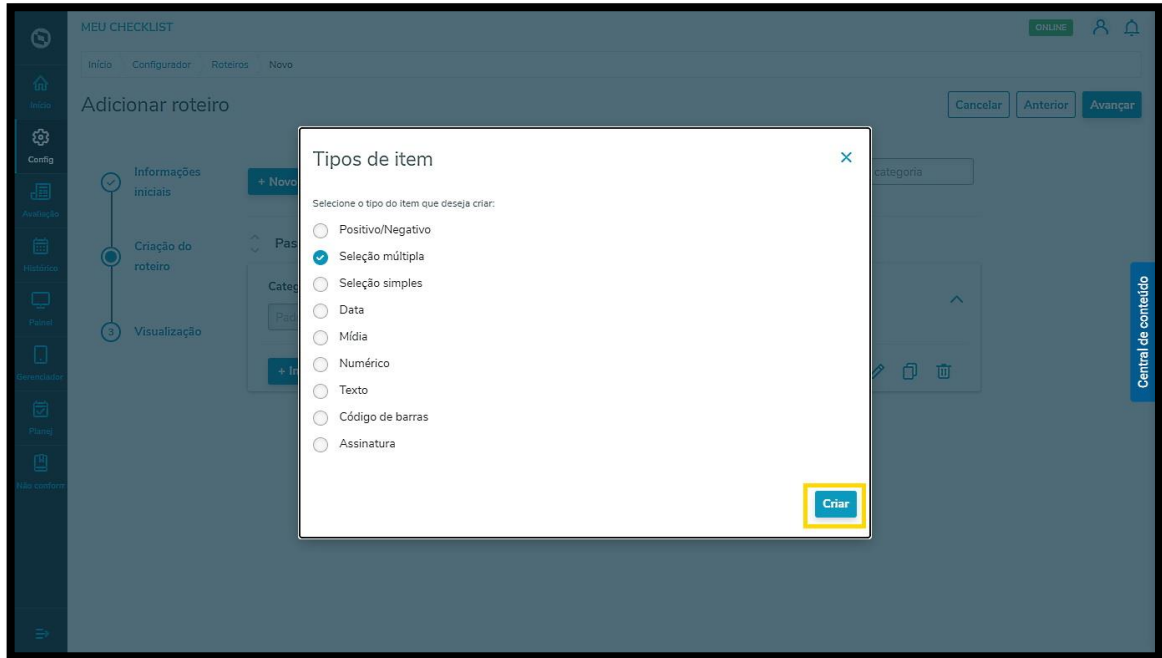 MEU CHECKLIST
ONLINE
Início Configurador Roteiros Novo
Adicionar roteiro
Cancelar Anterior Avançar
Início
Config
Avaliação
Histórico
Painel
Gerenciador
Planej
Não conform
Informações
iniciais
Criação do
roteiro
3 Visualização
+ Novo
categoria
Pas
Categ
Pad
+ In
Tipos de item
Selecione o tipo do item que deseja criar:
Positivo/Negativo
Seleção múltipla
Seleção simples
Data
Mídia
Numérico
Texto
Código de barras
Assinatura
Criar
Central de conteúdo